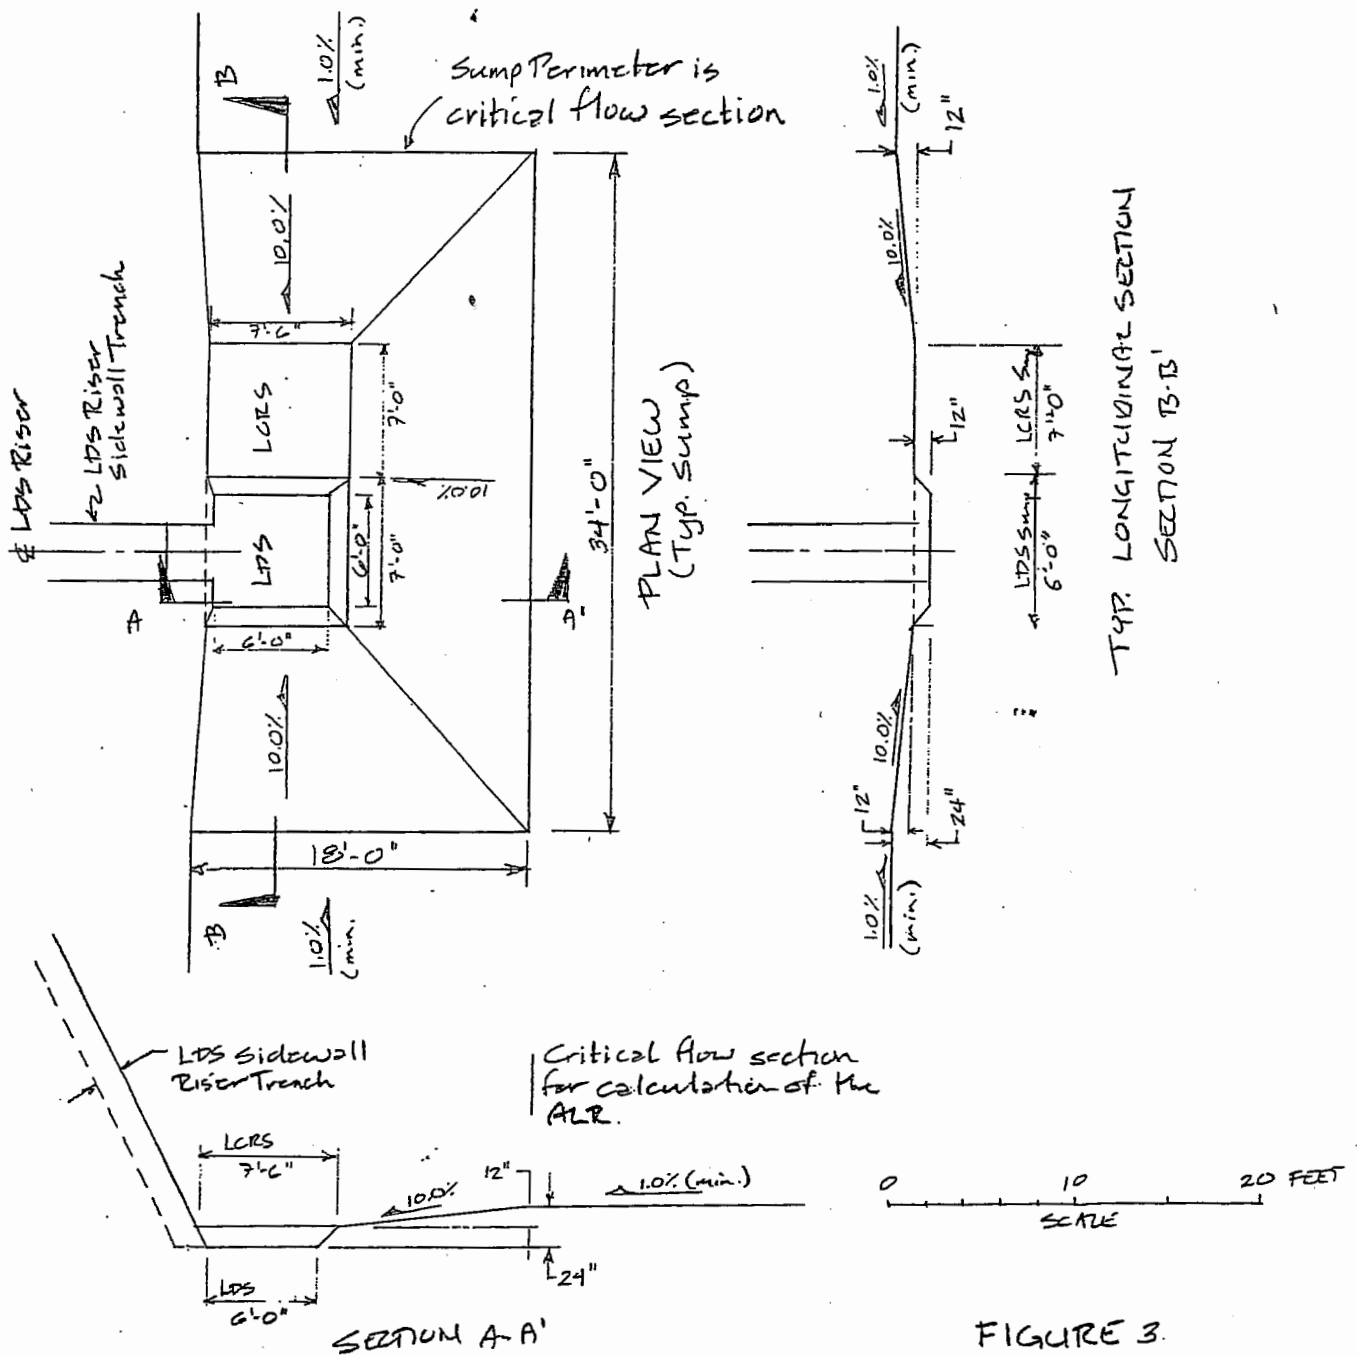 B
1.0%
(min.)
Sump Perimeter is
critical flow section
10.0%
7'-6"
LCRS
7'-0"
10.0%
LDS
6'-0"
7'-0"
6'-0"
℄ LDS Riser
LDS Riser
Sidewall Trench
A
A'
34'-0"
PLAN VIEW
(Typ. Sump)
10.0%
18'-0"
B
1.0%
(min.
1.0%
(min.)
12"
10.0%
12"
LCRS Sump
7'-0"
LDS Sump
6'-0"
10.0%
12"
24"
1.0%
(min.)
TYP. LONGITUDINAL SECTION
SECTION B-B'
LDS Sidewall
Riser Trench
Critical flow section
for calculation of the
ALR.
LCRS
7'-6"
12"
10.0%
1.0% (min.)
24"
LDS
6'-0"
SECTION A-A'
0 10 20 FEET
SCALE
FIGURE 3.